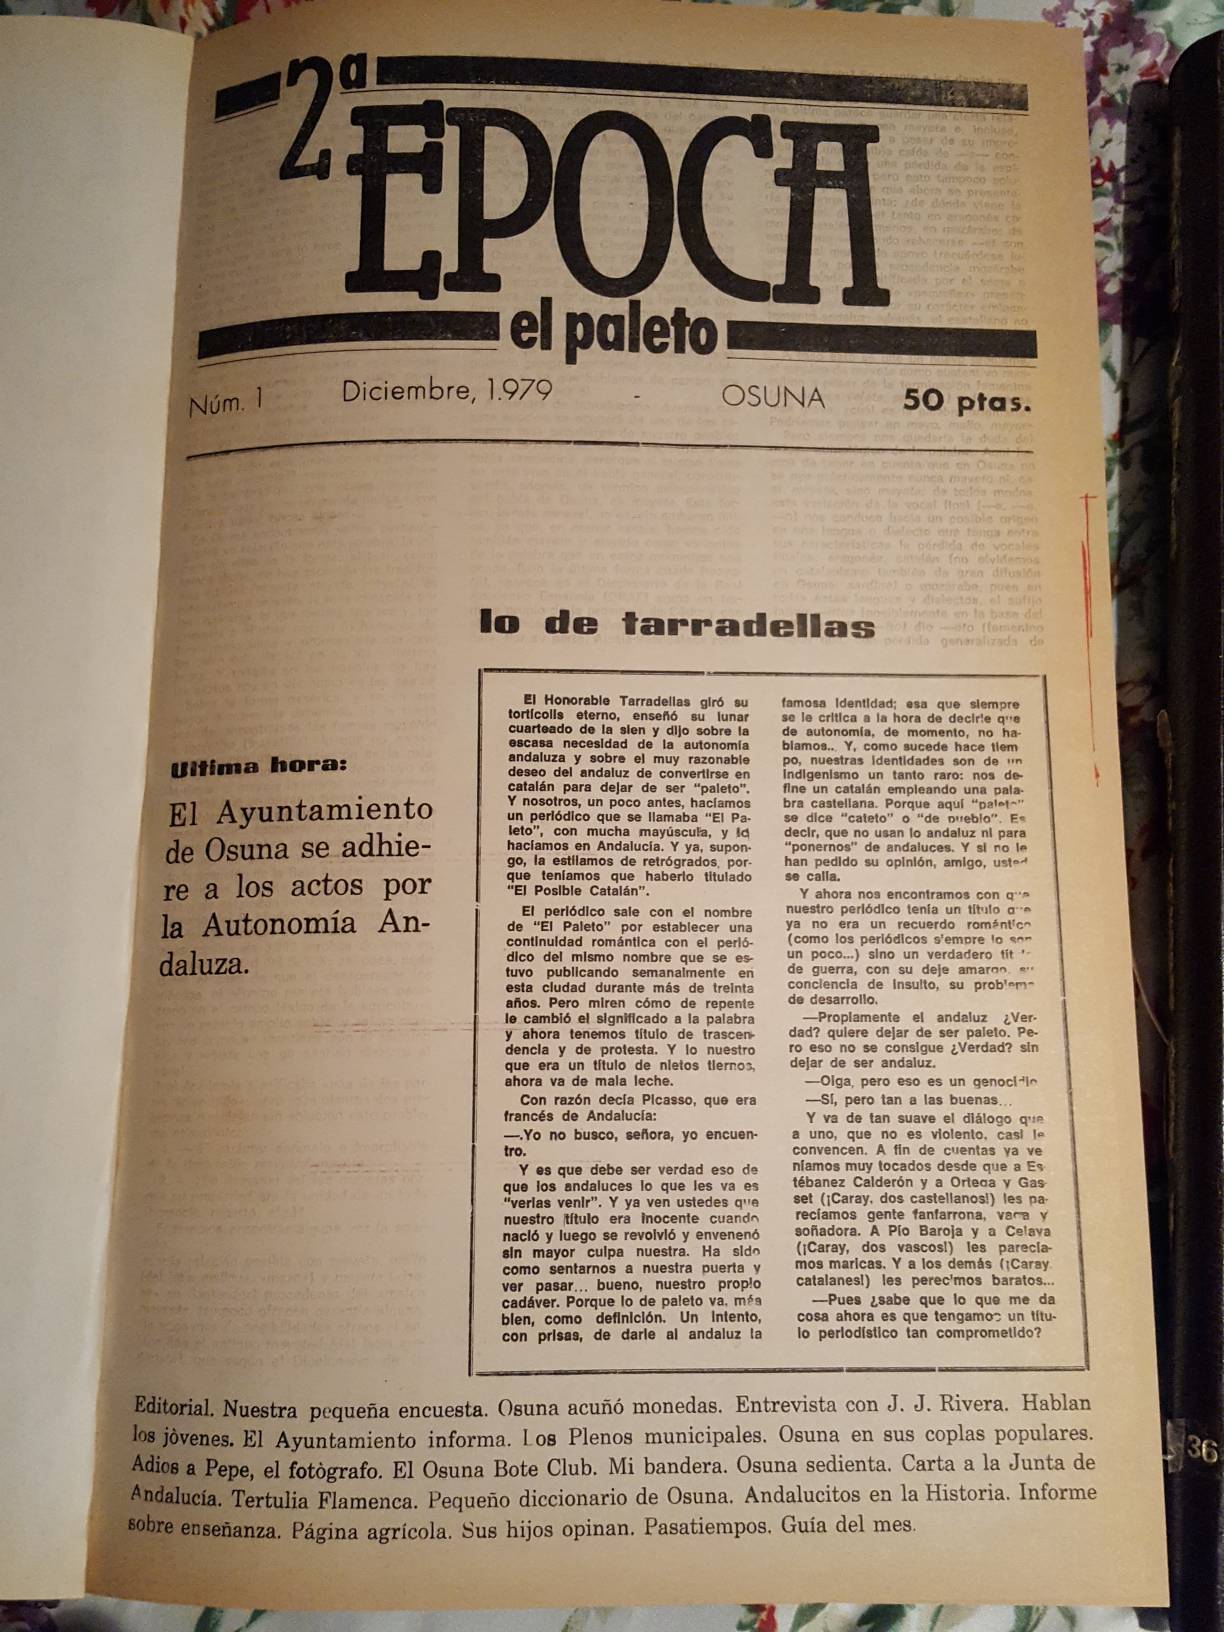 2ª EPOCA
el paleto
Núm. 1 Diciembre, 1.979 - OSUNA 50 ptas.
lo de tarradellas
Ultima hora:
El Ayuntamiento
de Osuna se adhie-
re a los actos por
la Autonomía An-
daluza.
El Honorable Tarradellas giró su
tortícolis eterno, enseñó su lunar
cuarteado de la sien y dijo sobre la
escasa necesidad de la autonomía
andaluza y sobre el muy razonable
deseo del andaluz de convertirse en
catalán para dejar de ser "paleto".
Y nosotros, un poco antes, hacíamos
un periódico que se llamaba "El Pa-
leto", con mucha mayúscula, y lo
hacíamos en Andalucía. Y ya, supon-
go, la estilamos de retrógrados, por-
que teníamos que haberlo titulado
"El Posible Catalán".
El periódico sale con el nombre
de "El Paleto" por establecer una
continuidad romántica con el perió-
dico del mismo nombre que se es-
tuvo publicando semanalmente en
esta ciudad durante más de treinta
años. Pero miren cómo de repente
le cambió el significado a la palabra
y ahora tenemos título de trascen-
dencia y de protesta. Y lo nuestro
que era un título de nietos tiernos,
ahora va de mala leche.
Con razón decía Picasso, que era
francés de Andalucía:
—.Yo no busco, señora, yo encuen-
tro.
Y es que debe ser verdad eso de
que los andaluces lo que les va es
"verlas venir". Y ya ven ustedes que
nuestro título era inocente cuando
nació y luego se revolvió y envenenó
sin mayor culpa nuestra. Ha sido
como sentarnos a nuestra puerta y
ver pasar... bueno, nuestro propio
cadáver. Porque lo de paleto va, más
bien, como definición. Un intento,
con prisas, de darle al andaluz la
famosa identidad; esa que siempre
se le critica a la hora de decirle que
de autonomía, de momento, no ha-
blamos.. Y, como sucede hace tiem
po, nuestras identidades son de un
indigenismo un tanto raro: nos de-
fine un catalán empleando una pala-
bra castellana. Porque aquí "paleto"
se dice "cateto" o "de pueblo". Es
decir, que no usan lo andaluz ni para
"ponernos" de andaluces. Y si no le
han pedido su opinión, amigo, usted
se calla.
Y ahora nos encontramos con que
nuestro periódico tenía un título que
ya no era un recuerdo romántico
(como los periódicos s'empre lo son
un poco...) sino un verdadero tít
de guerra, con su deje amargo, su
conciencia de insulto, su problema
de desarrollo.
—Propiamente el andaluz ¿Ver-
dad? quiere dejar de ser paleto. Pe-
ro eso no se consigue ¿Verdad? sin
dejar de ser andaluz.
—Oiga, pero eso es un genocidio
—Sí, pero tan a las buenas...
Y va de tan suave el diálogo que
a uno, que no es violento, casi le
convencen. A fin de cuentas ya ve
níamos muy tocados desde que a Es
tébanez Calderón y a Ortega y Gas
set (¡Caray, dos castellanos!) les pa-
recíamos gente fanfarrona, vaga y
soñadora. A Pío Baroja y a Celaya
(¡Caray, dos vascos!) les parecía-
mos maricas. Y a los demás (¡Caray
catalanes!) les perec'mos baratos...
—Pues ¿sabe que lo que me da
cosa ahora es que tengamos un títu-
lo periodístico tan comprometido?
Editorial. Nuestra pequeña encuesta. Osuna acuñó monedas. Entrevista con J. J. Rivera. Hablan
los jòvenes. El Ayuntamiento informa. Los Plenos municipales. Osuna en sus coplas populares.
Adios a Pepe, el fotògrafo. El Osuna Bote Club. Mi bandera. Osuna sedienta. Carta a la Junta de
Andalucía. Tertulia Flamenca. Pequeño diccionario de Osuna. Andalucitos en la Historia. Informe
sobre enseñanza. Página agrícola. Sus hijos opinan. Pasatiempos. Guía del mes.
36